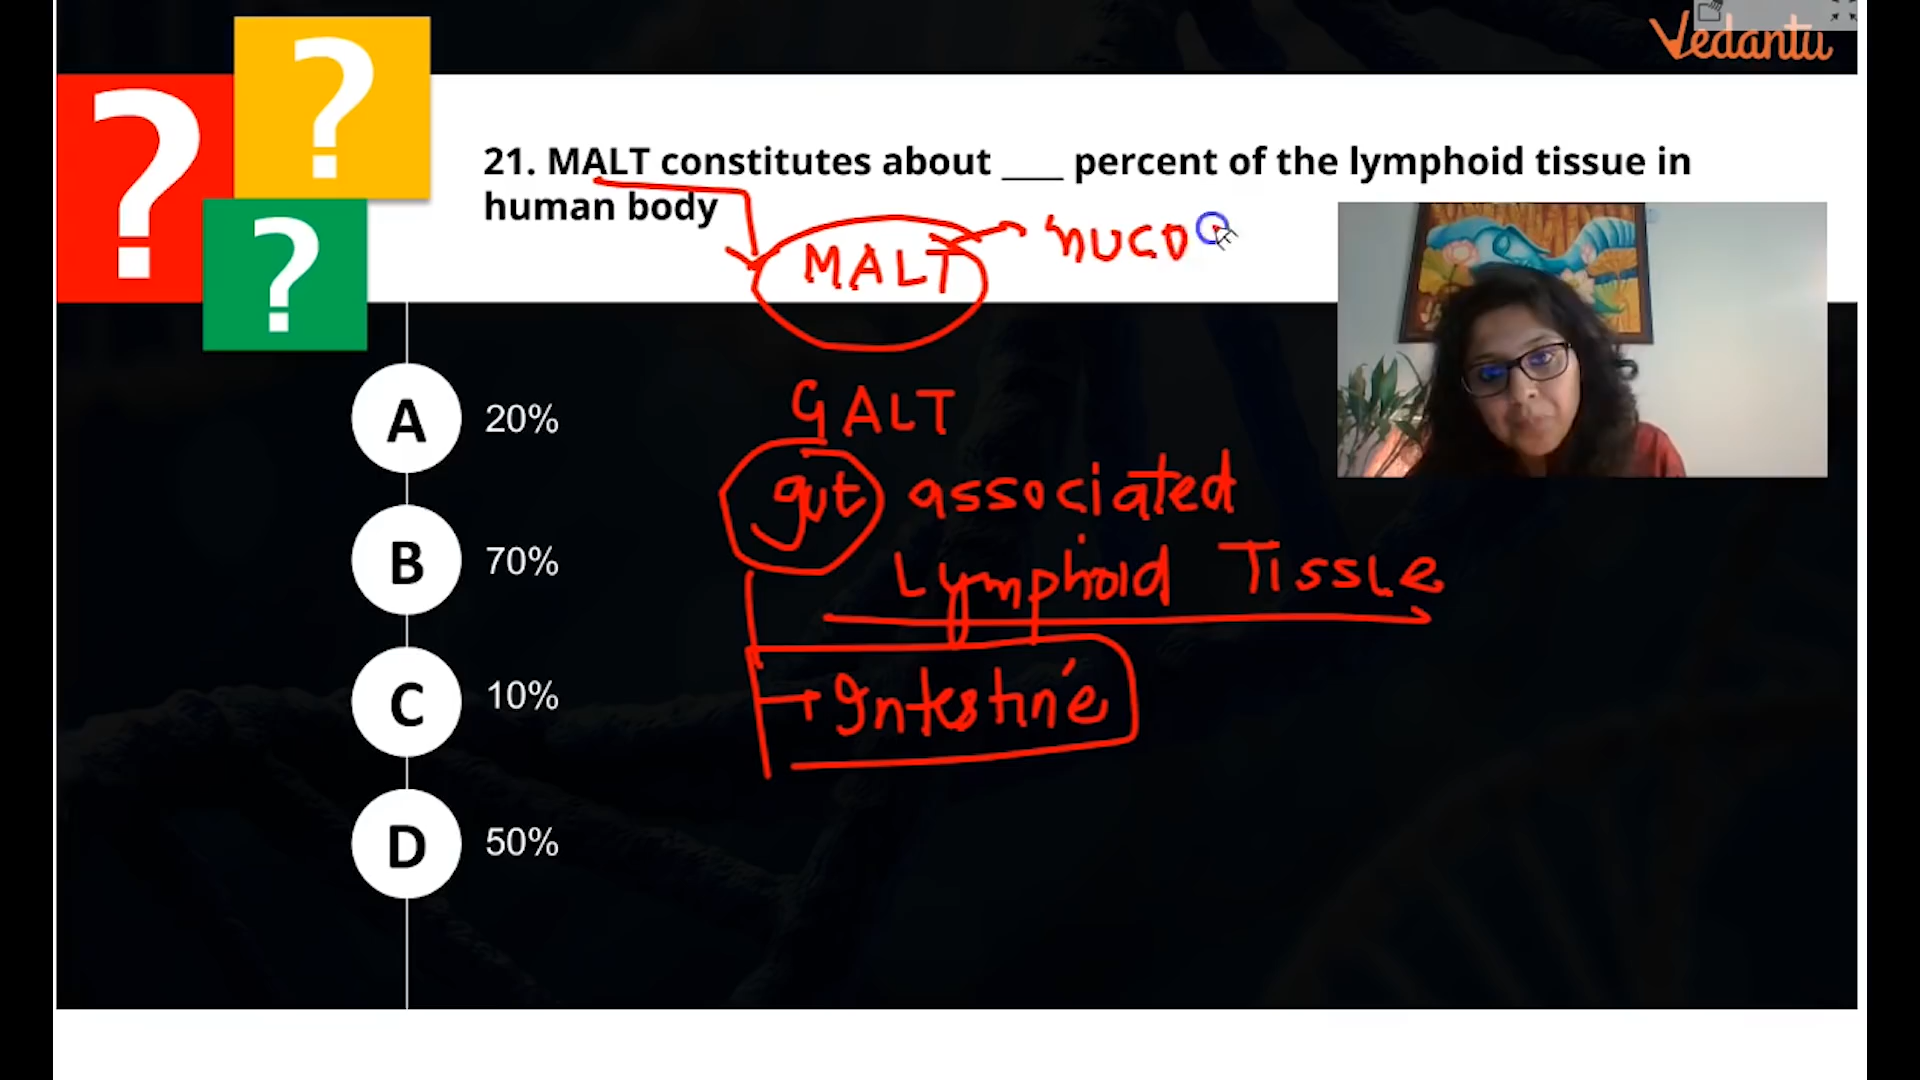 ? ? ?
Vedantu
21. MALT constitutes about ___ percent of the lymphoid tissue in
human body
MALT → muco
A 20%
GALT
gut associated
B 70%
Lymphoid Tissue
C 10%
→ Intestine
D 50%